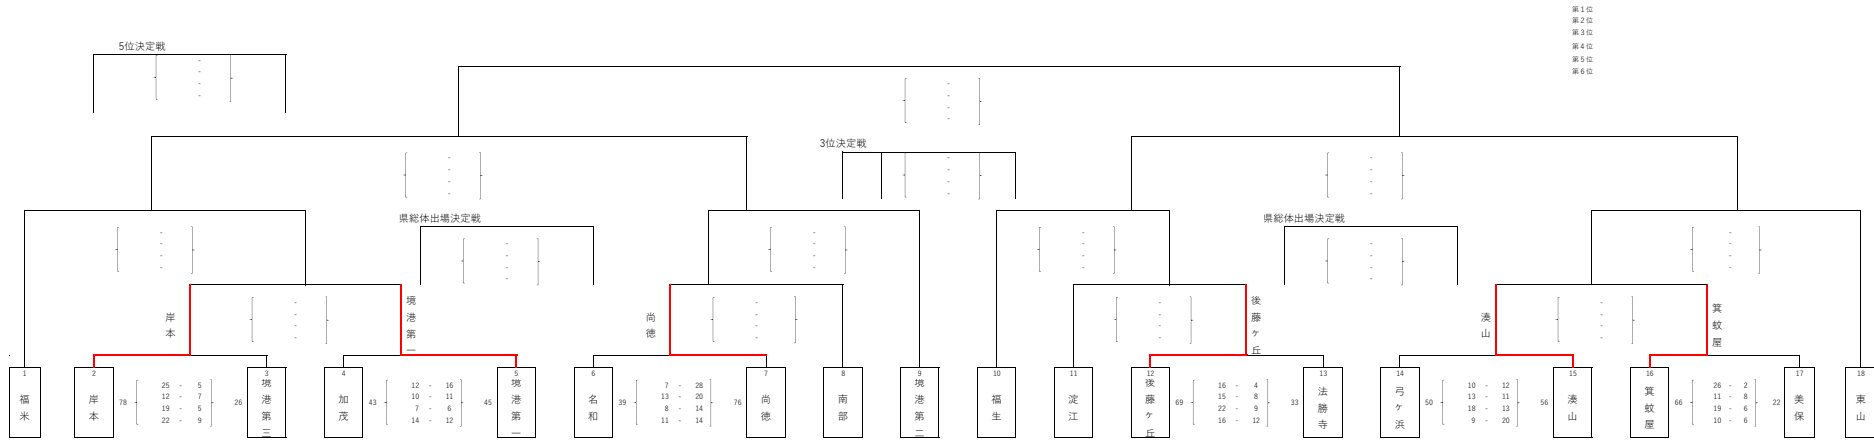 第1位
第2位
第3位
第4位
第5位
第6位
5位決定戦
3位決定戦
県総体出場決定戦
県総体出場決定戦
岸本
境港第一
尚徳
後藤ヶ丘
湊山
箕蚊屋
1 福米
2 岸本
78
25 - 5
12 - 7
19 - 5
22 - 9
26
3 境港第三
4 加茂
43
12 - 16
10 - 11
7 - 6
14 - 12
45
5 境港第一
6 名和
39
7 - 28
13 - 20
8 - 14
11 - 14
76
7 尚徳
8 南部
9 境港第二
10 福生
11 淀江
12 後藤ヶ丘
69
16 - 4
15 - 8
22 - 9
16 - 12
33
13 法勝寺
14 弓ヶ浜
50
10 - 12
13 - 11
18 - 13
9 - 20
56
15 湊山
16 箕蚊屋
66
26 - 2
11 - 8
19 - 6
10 - 6
22
17 美保
18 東山